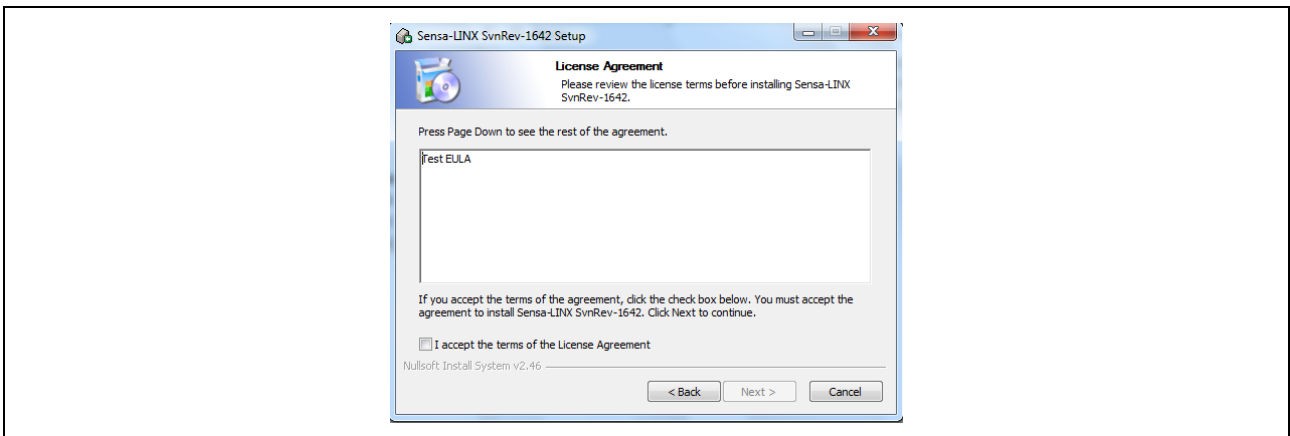 Sensa-LINX SvnRev-1642 Setup
License Agreement
Please review the license terms before installing Sensa-LINX
SvnRev-1642.
Press Page Down to see the rest of the agreement.
Test EULA
If you accept the terms of the agreement, click the check box below. You must accept the
agreement to install Sensa-LINX SvnRev-1642. Click Next to continue.
I accept the terms of the License Agreement
Nullsoft Install System v2.46
< Back Next > Cancel